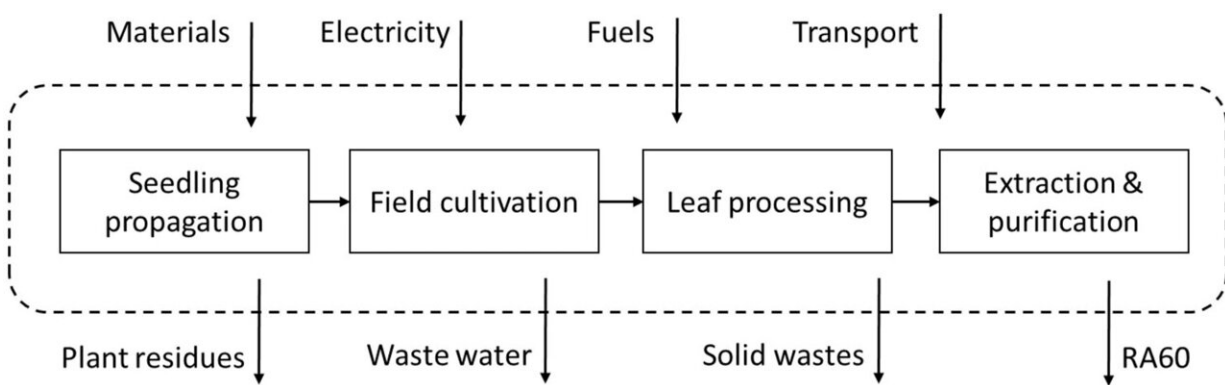 Materials
Electricity
Fuels
Transport
Seedling
propagation
Field cultivation
Leaf processing
Extraction &
purification
Plant residues
Waste water
Solid wastes
RA60